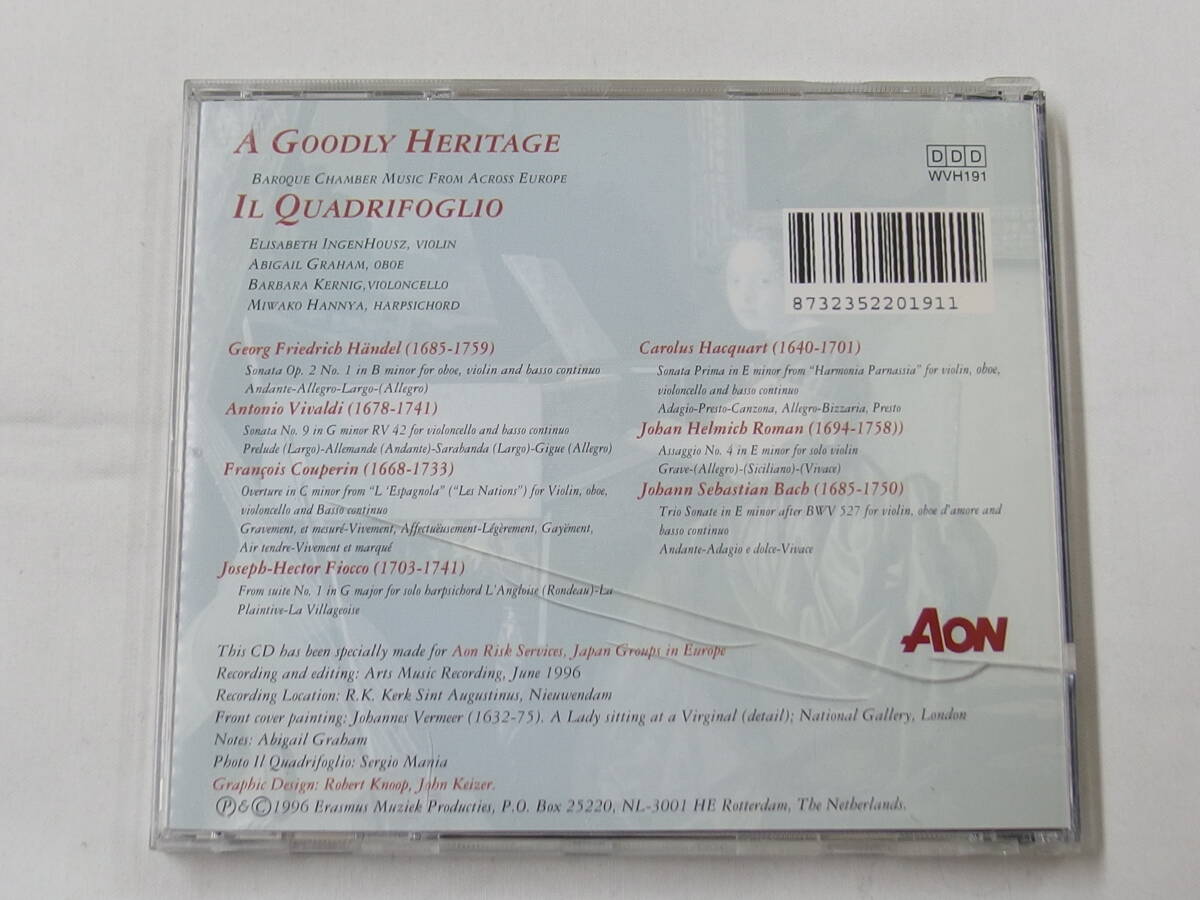 A Goodly Heritage
Baroque Chamber Music From Across Europe
Il Quadrifoglio
Elisabeth IngenHousz, violin
Abigail Graham, oboe
Barbara Kernig,violoncello
Miwako Hannya, harpsichord
DDD
WVH191
8732352201911
Georg Friedrich Händel (1685-1759)
Sonata Op. 2 No. 1 in B minor for oboe, violin and basso continuo
Andante-Allegro-Largo-(Allegro)
Antonio Vivaldi (1678-1741)
Sonata No. 9 in G minor RV 42 for violoncello and basso continuo
Prelude (Largo)-Allemande (Andante)-Sarabanda (Largo)-Gigue (Allegro)
François Couperin (1668-1733)
Overture in C minor from "L 'Espagnola" ("Les Nations") for Violin, oboe,
violoncello and Basso continuo
Gravement, et mesuré-Vivement, Affectuëusement-Légèrement, Gayëment,
Air tendre-Vivement et marqué
Joseph-Hector Fiocco (1703-1741)
From suite No. 1 in G major for solo harpsichord L'Angloise (Rondeau)-La
Plaintive-La Villageoise
Carolus Hacquart (1640-1701)
Sonata Prima in E minor from "Harmonia Parnassia" for violin, oboe,
violoncello and basso continuo
Adagio-Presto-Canzona, Allegro-Bizzaria, Presto
Johan Helmich Roman (1694-1758))
Assaggio No. 4 in E minor for solo violin
Grave-(Allegro)-(Siciliano)-(Vivace)
Johann Sebastian Bach (1685-1750)
Trio Sonate in E minor after BWV 527 for violin, oboe d'amore and
basso continuo
Andante-Adagio e dolce-Vivace
Aon
This CD has been specially made for Aon Risk Services, Japan Groups in Europe
Recording and editing: Arts Music Recording, June 1996
Recording Location: R.K. Kerk Sint Augustinus, Nieuwendam
Front cover painting: Johannes Vermeer (1632-75). A Lady sitting at a Virginal (detail); National Gallery, London
Notes: Abigail Graham
Photo Il Quadrifoglio: Sergio Mania
Graphic Design: Robert Knoop, John Keizer.
℗&©1996 Erasmus Muziek Producties, P.O. Box 25220, NL-3001 HE Rotterdam, The Netherlands.